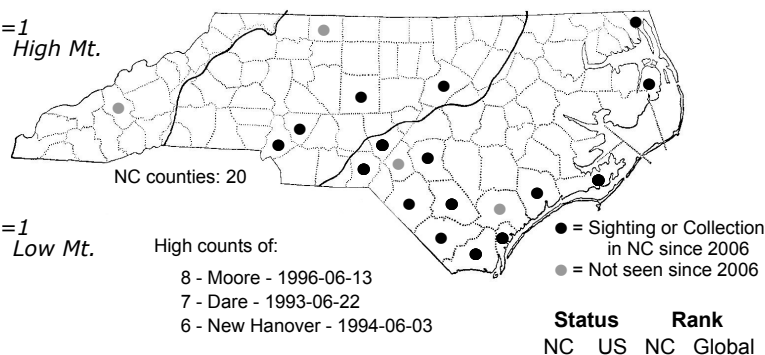 =1
High Mt.
NC counties: 20
=1
Low Mt.
High counts of:
8 - Moore - 1996-06-13
7 - Dare - 1993-06-22
6 - New Hanover - 1994-06-03
● = Sighting or Collection
in NC since 2006
● = Not seen since 2006
Status Rank
NC US NC Global